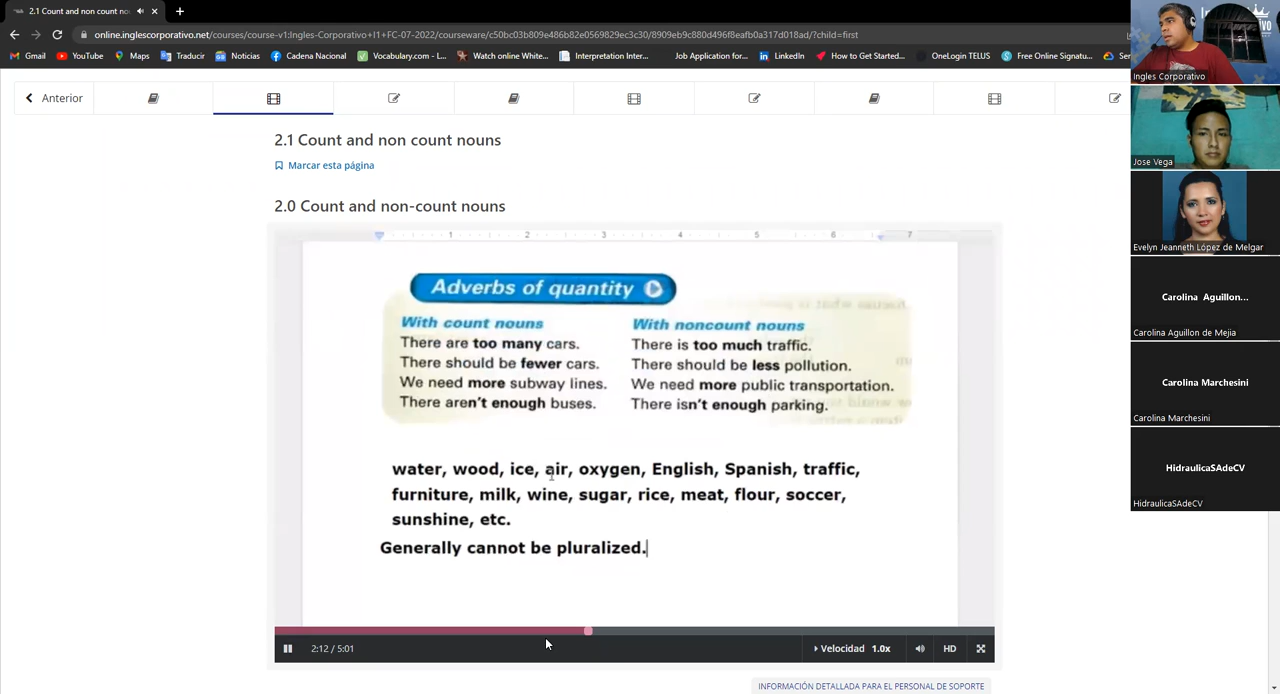 2.1 Count and non count no
online.inglescorporativo.net/courses/course-v1:Ingles-Corporativo+I1+FC-07-2022/courseware/c50bc03b809e486b82e0569829ec3c30/8909eb9c880d496f8eafb0a317d018ad/?child=first
Gmail YouTube Maps Traducir Noticias Cadena Nacional Vocabulary.com - L... Watch online White... Interpretation Inter... Job Application for... LinkedIn How to Get Started... OneLogin TELUS Free Online Signatu...
Anterior
2.1 Count and non count nouns
Marcar esta página
2.0 Count and non-count nouns
1 2 3 4 5 6 7
Adverbs of quantity
With count nouns
There are too many cars.
There should be fewer cars.
We need more subway lines.
There aren't enough buses.
With noncount nouns
There is too much traffic.
There should be less pollution.
We need more public transportation.
There isn't enough parking.
water, wood, ice, air, oxygen, English, Spanish, traffic,
furniture, milk, wine, sugar, rice, meat, flour, soccer,
sunshine, etc.
Generally cannot be pluralized.
2:12 / 5:01
Velocidad 1.0x
HD
INFORMACIÓN DETALLADA PARA EL PERSONAL DE SOPORTE
Ingles Corporativo
Jose Vega
Evelyn Jeanneth López de Melgar
Carolina Aguillon...
Carolina Aguillon de Mejia
Carolina Marchesini
Carolina Marchesini
HidraulicaSAdeCV
HidraulicaSAdeCV